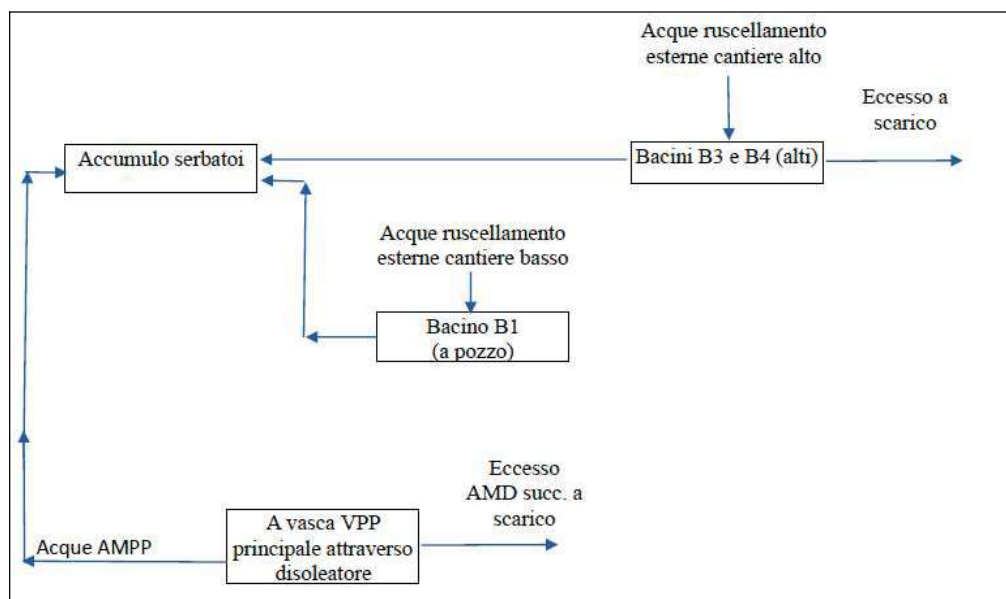 Acque ruscellamento
esterne cantiere alto
Eccesso a
scarico
Accumulo serbatoi
Bacini B3 e B4 (alti)
Acque ruscellamento
esterne cantiere basso
Bacino B1
(a pozzo)
Eccesso
AMD succ. a
scarico
A vasca VPP
principale attraverso
disoleatore
Acque AMPP